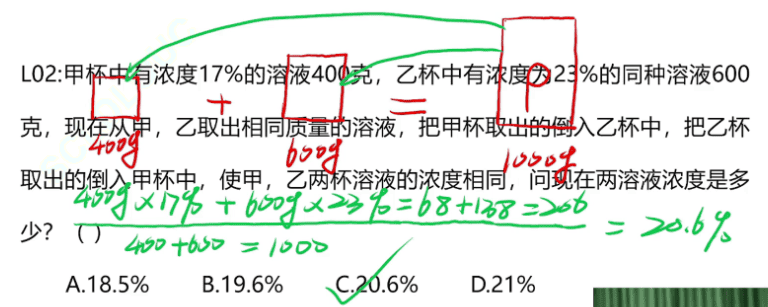 L02:甲杯中有浓度17%的溶液400克，乙杯中有浓度为23%的同种溶液600
P
+ =
克，现在从甲，乙取出相同质量的溶液，把甲杯取出的倒入乙杯中，把乙杯
400g 600g 1000g
取出的倒入甲杯中，使甲，乙两杯溶液的浓度相同，问现在两溶液浓度是多
400g×17%+600g×23%=68+138=206
少？（ ）
400+600=1000
=20.6%
A.18.5% B.19.6% C.20.6% D.21%